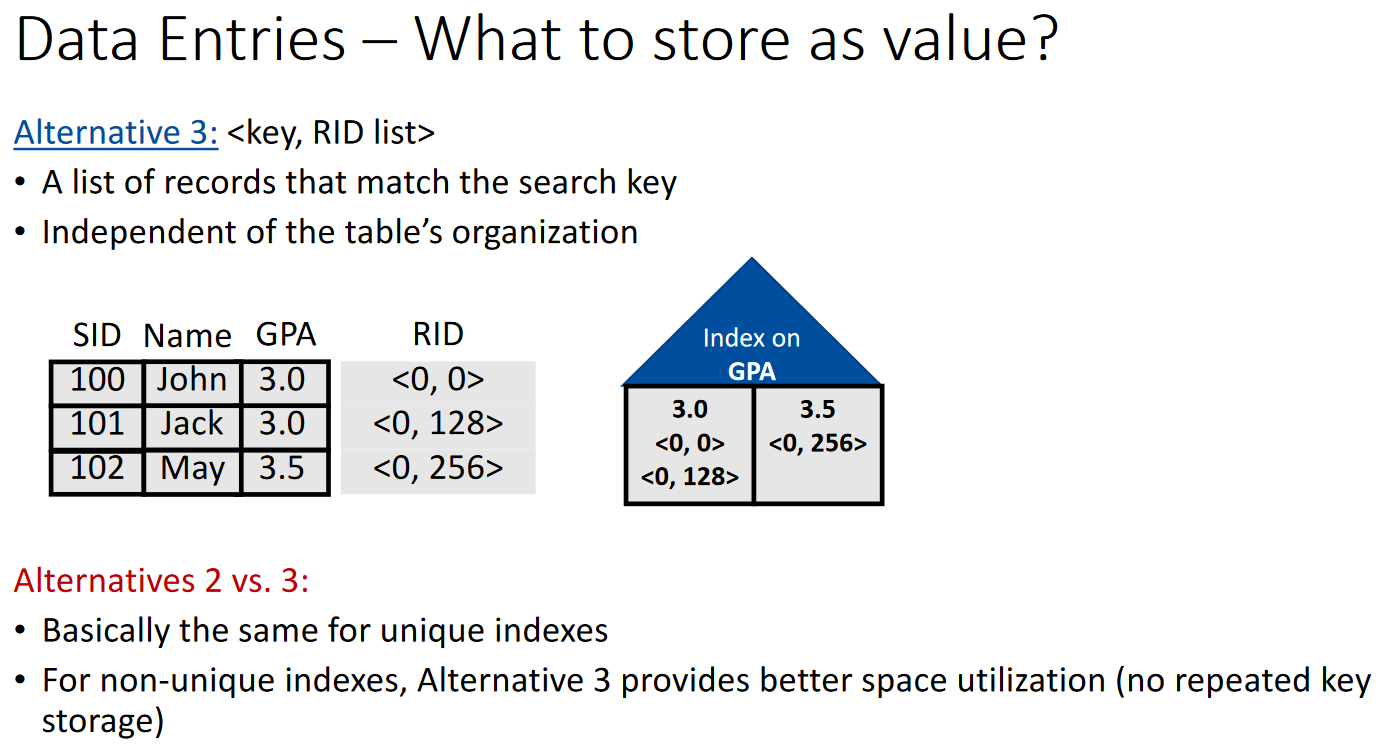 Data Entries – What to store as value?
Alternative 3: <key, RID list>
• A list of records that match the search key
• Independent of the table’s organization
SID Name GPA RID
100 John 3.0 <0, 0>
101 Jack 3.0 <0, 128>
102 May 3.5 <0, 256>
Index on
GPA
3.0 3.5
<0, 0> <0, 256>
<0, 128>
Alternatives 2 vs. 3:
• Basically the same for unique indexes
• For non-unique indexes, Alternative 3 provides better space utilization (no repeated key
storage)